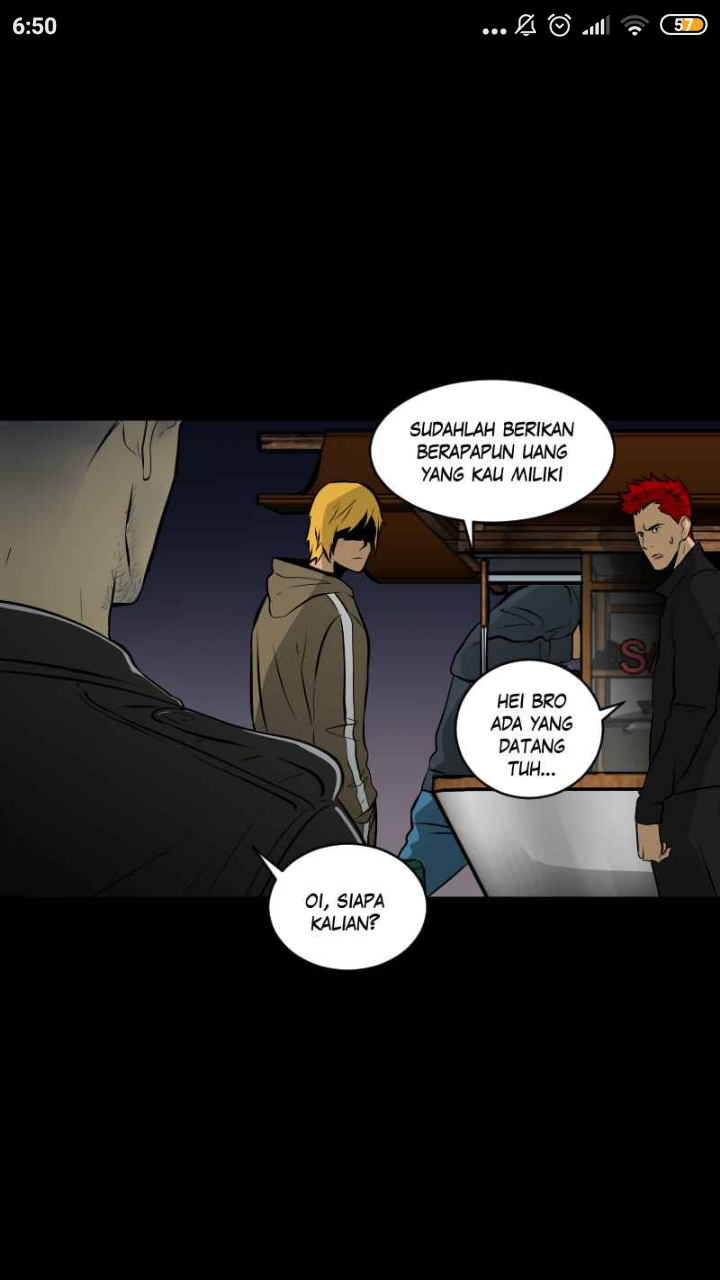 6:50
57
SUDAHLAH BERIKAN
BERAPAPUN UANG
YANG KAU MILIKI
HEI BRO
ADA YANG
DATANG
TUH...
OI, SIAPA
KALIAN?